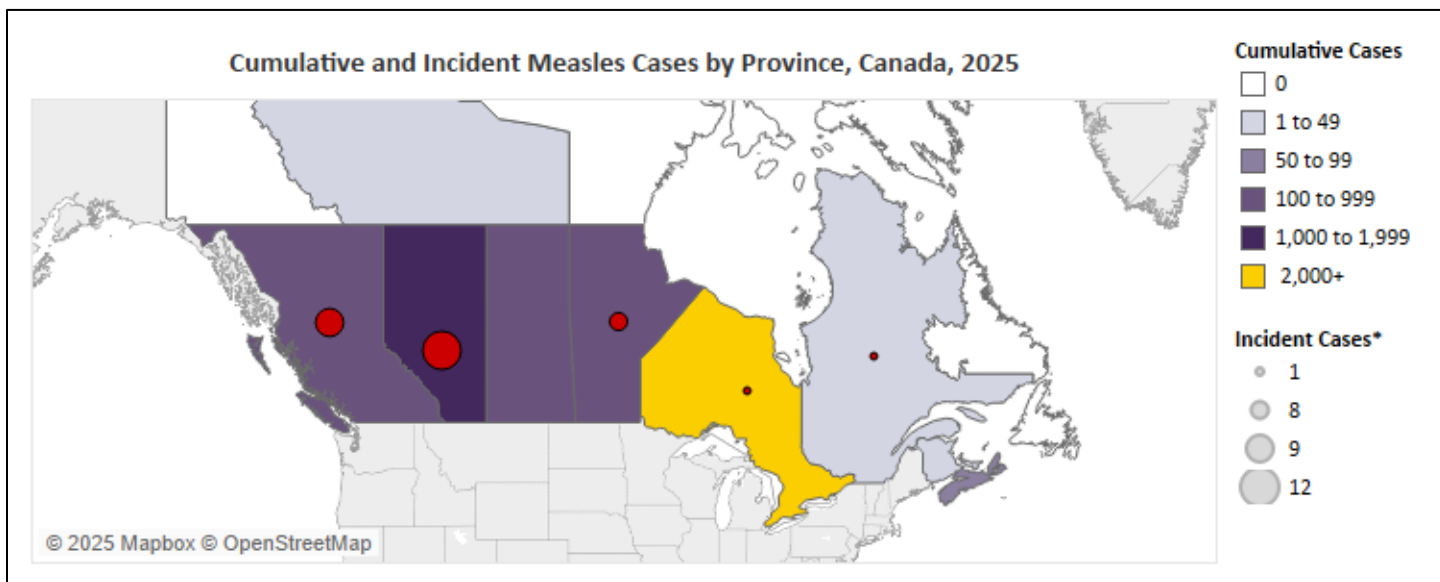 Cumulative and Incident Measles Cases by Province, Canada, 2025
Cumulative Cases
0
1 to 49
50 to 99
100 to 999
1,000 to 1,999
2,000+
Incident Cases*
1
8
9
12
© 2025 Mapbox © OpenStreetMap